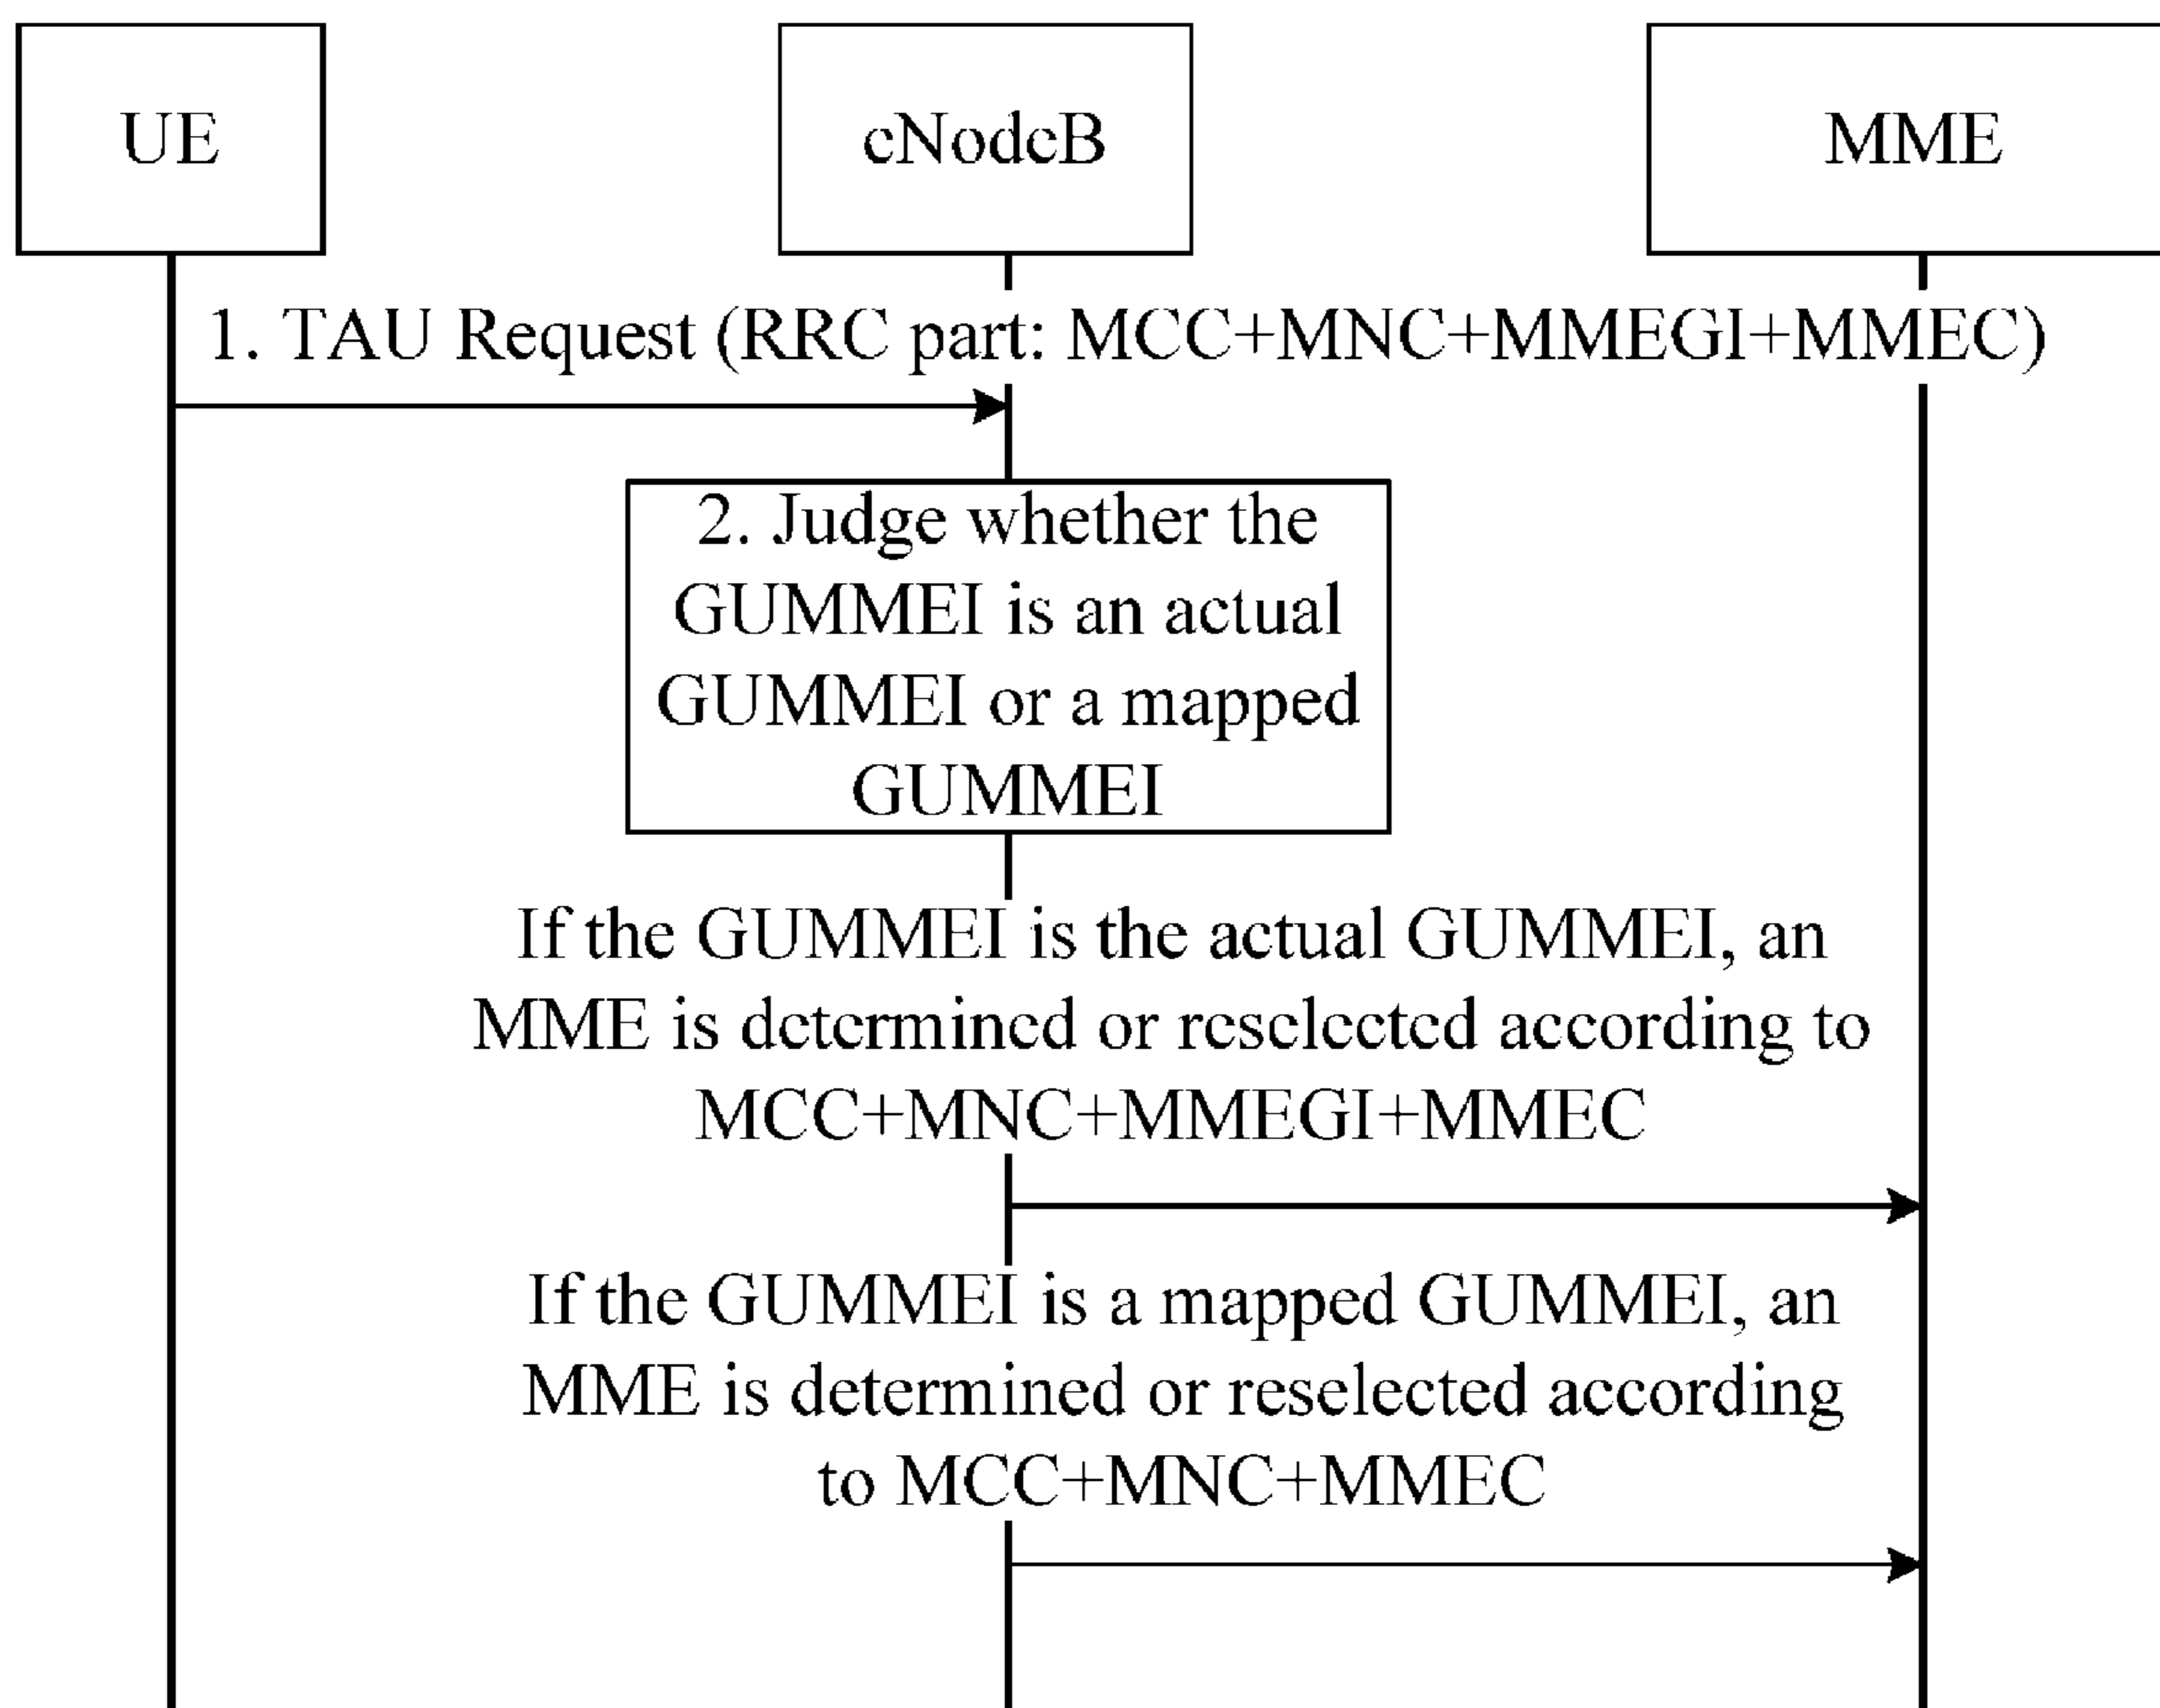 UE
eNodeB
MME
1. TAU Request (RRC part: MCC+MNC+MMEGI+MMEC)
2. Judge whether the
GUMMEI is an actual
GUMMEI or a mapped
GUMMEI
If the GUMMEI is the actual GUMMEI, an
MME is determined or reselected according to
MCC+MNC+MMEGI+MMEC
If the GUMMEI is a mapped GUMMEI, an
MME is determined or reselected according
to MCC+MNC+MMEC